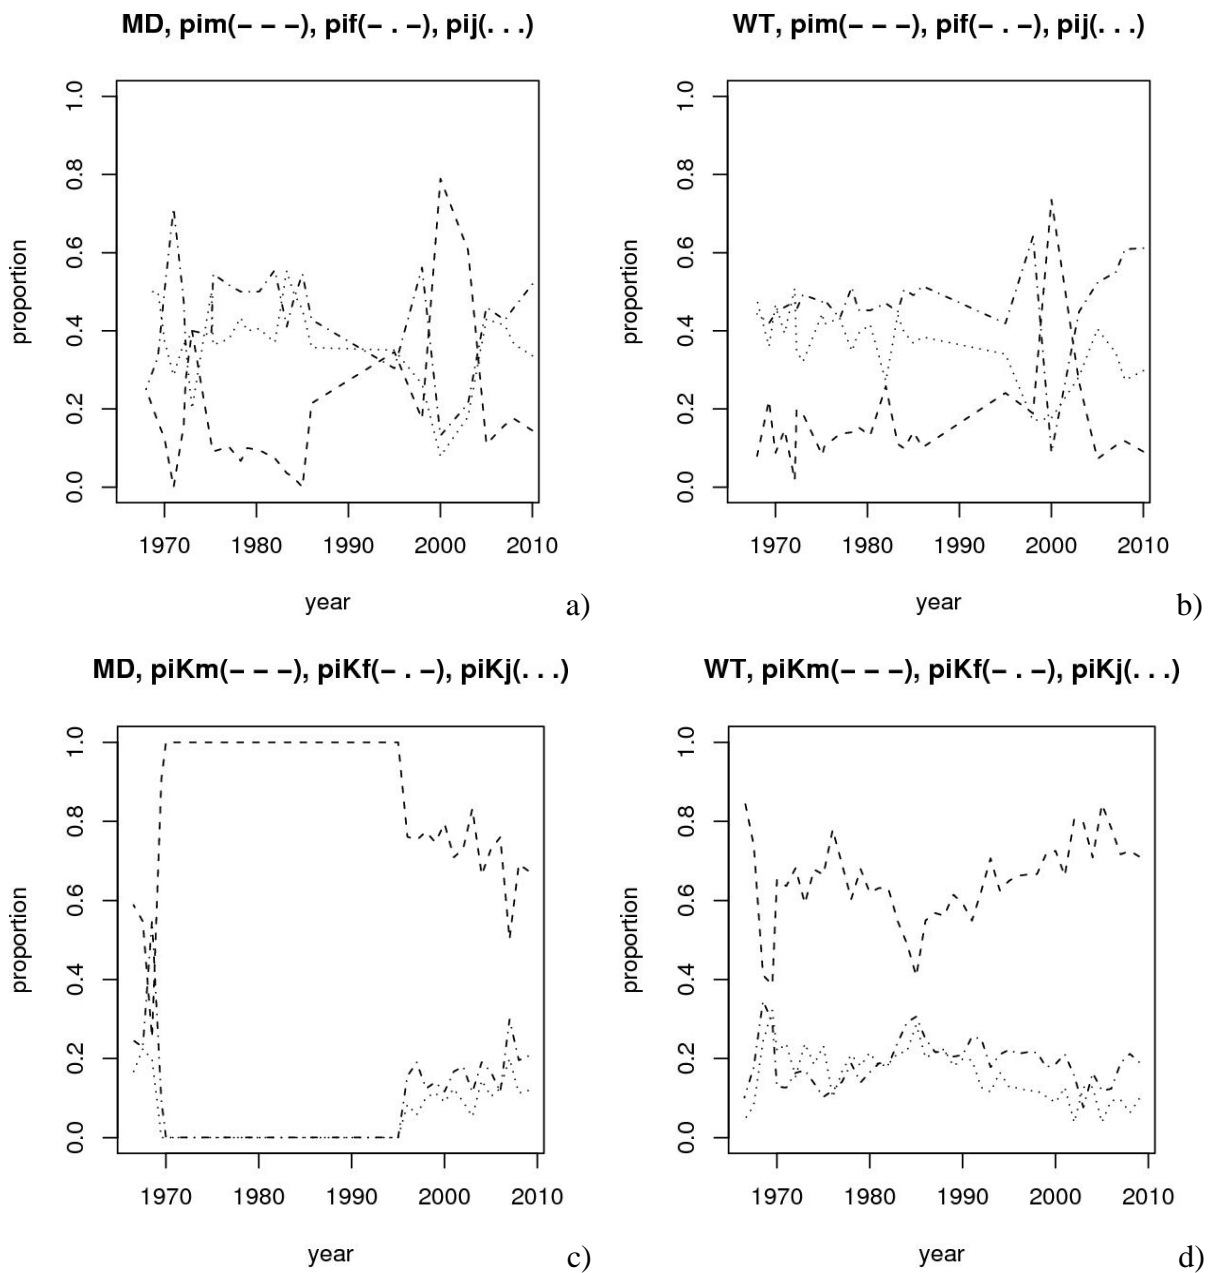 MD, pim(− − −), pif(− . −), pij(. . .)
WT, pim(− − −), pif(− . −), pij(. . .)
proportion
1.0
0.8
0.6
0.4
0.2
0.0
1970 1980 1990 2000 2010
year
a)
proportion
1.0
0.8
0.6
0.4
0.2
0.0
1970 1980 1990 2000 2010
year
b)
MD, piKm(− − −), piKf(− . −), piKj(. . .)
WT, piKm(− − −), piKf(− . −), piKj(. . .)
proportion
1.0
0.8
0.6
0.4
0.2
0.0
1970 1980 1990 2000 2010
year
c)
proportion
1.0
0.8
0.6
0.4
0.2
0.0
1970 1980 1990 2000 2010
year
d)